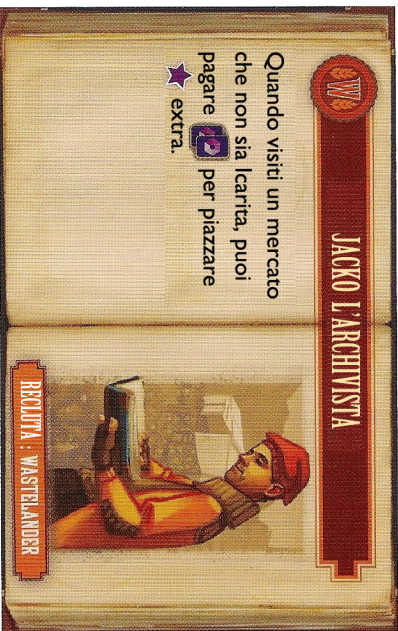 W
JACKO L'ARCHIVISTA
Quando visiti un mercato
che non sia Icarita, puoi
pagare per piazzare
extra.
RECLUTA : WASTELANDER